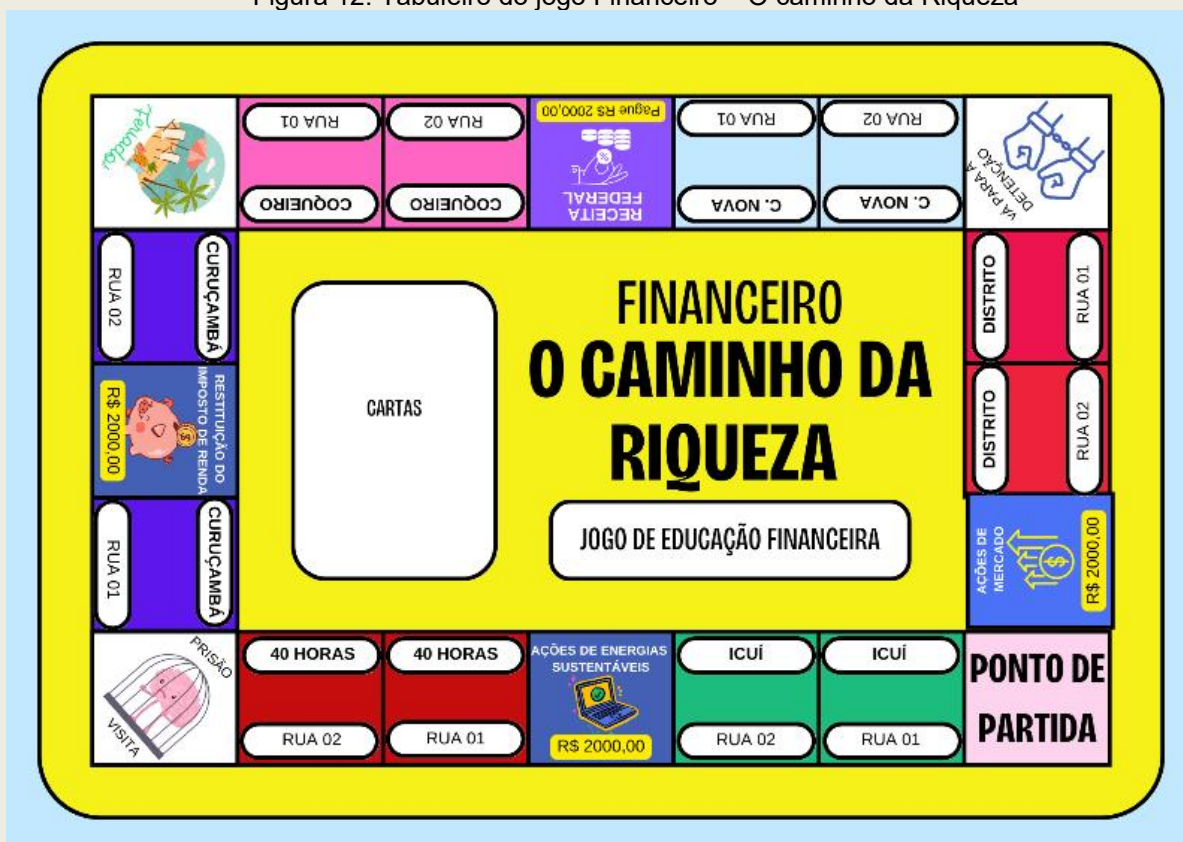 Figura 12: Tabuleiro do jogo Financeiro – O caminho da Riqueza
Feriado!
RUA 01
COQUEIRO
RUA 02
COQUEIRO
Pague R$ 2000,00
RECEITA
FEDERAL
RUA 01
C. NOVA
RUA 02
C. NOVA
VÁ PARA A
DETENÇÃO
RUA 02
CURUÇAMBÁ
RESTITUIÇÃO DO
IMPOSTO DE RENDA
R$ 2000,00
RUA 01
CURUÇAMBÁ
CARTAS
FINANCEIRO
O CAMINHO DA
RIQUEZA
JOGO DE EDUCAÇÃO FINANCEIRA
DISTRITO
RUA 01
DISTRITO
RUA 02
AÇÕES DE
MERCADO
R$ 2000,00
PRISÃO
VISITA
40 HORAS
RUA 02
40 HORAS
RUA 01
AÇÕES DE ENERGIAS
SUSTENTÁVEIS
R$ 2000,00
ICUÍ
RUA 02
ICUÍ
RUA 01
PONTO DE
PARTIDA